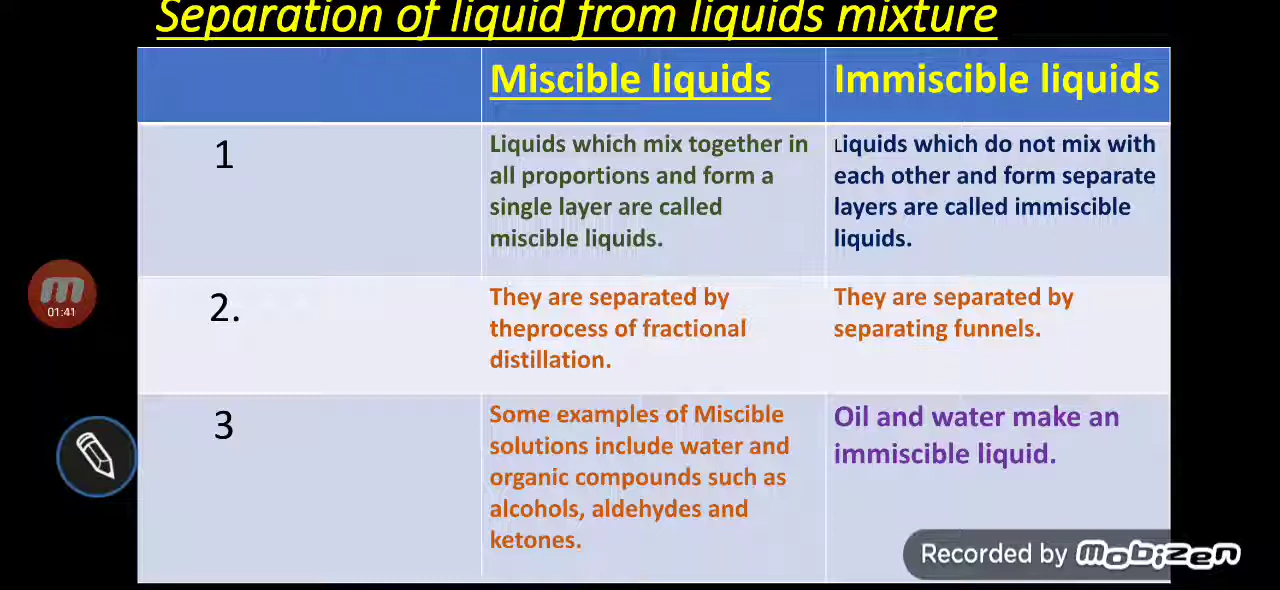 Separation of liquid from liquids mixture
Miscible liquids
Immiscible liquids
1
Liquids which mix together in
all proportions and form a
single layer are called
miscible liquids.
Liquids which do not mix with
each other and form separate
layers are called immiscible
liquids.
2.
They are separated by
theprocess of fractional
distillation.
They are separated by
separating funnels.
3
Some examples of Miscible
solutions include water and
organic compounds such as
alcohols, aldehydes and
ketones.
Oil and water make an
immiscible liquid.
m
01:41
Recorded by mobizen